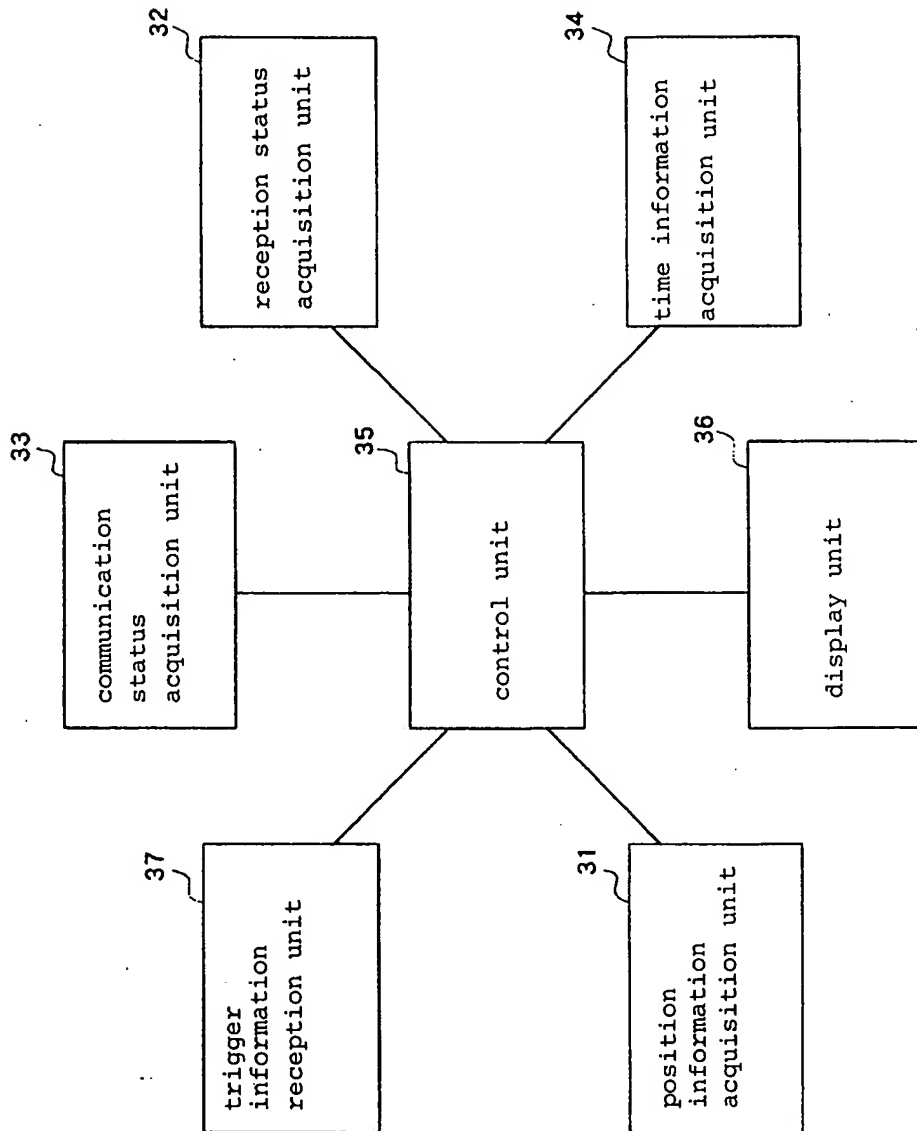 37
trigger
information
reception unit
33
communication
status
acquisition unit
32
reception status
acquisition unit
35
control unit
31
position
information
acquisition unit
36
display unit
34
time information
acquisition unit